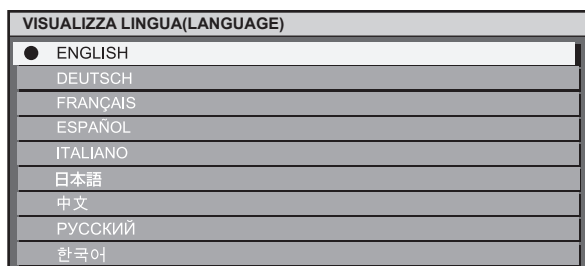 VISUALIZZA LINGUA(LANGUAGE)
ENGLISH
DEUTSCH
FRANÇAIS
ESPAÑOL
ITALIANO
日本語
中文
РУССКИЙ
한국어